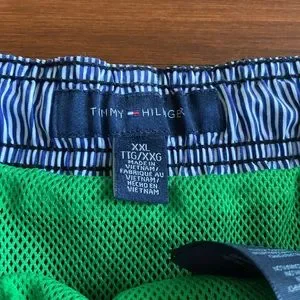 TOMMY HILFIGER
XXL
TTG/XXG
MADE IN
VIETNAM/
FABRIQUÉ AU
VIETNAM/
HECHO EN
VIETNAM